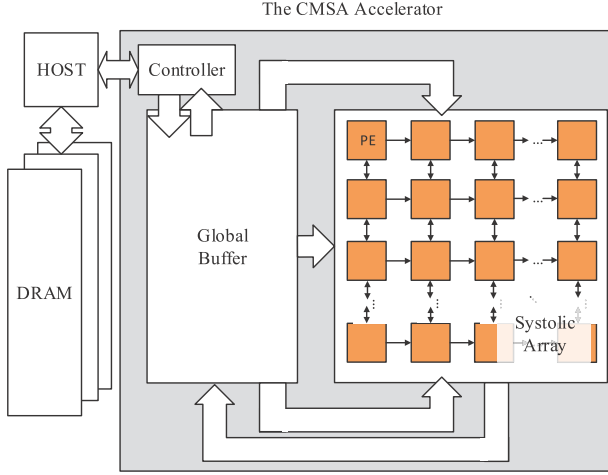 The CMSA Accelerator
HOST
Controller
PE
...
...
Global
Buffer
...
DRAM
Systolic
Array